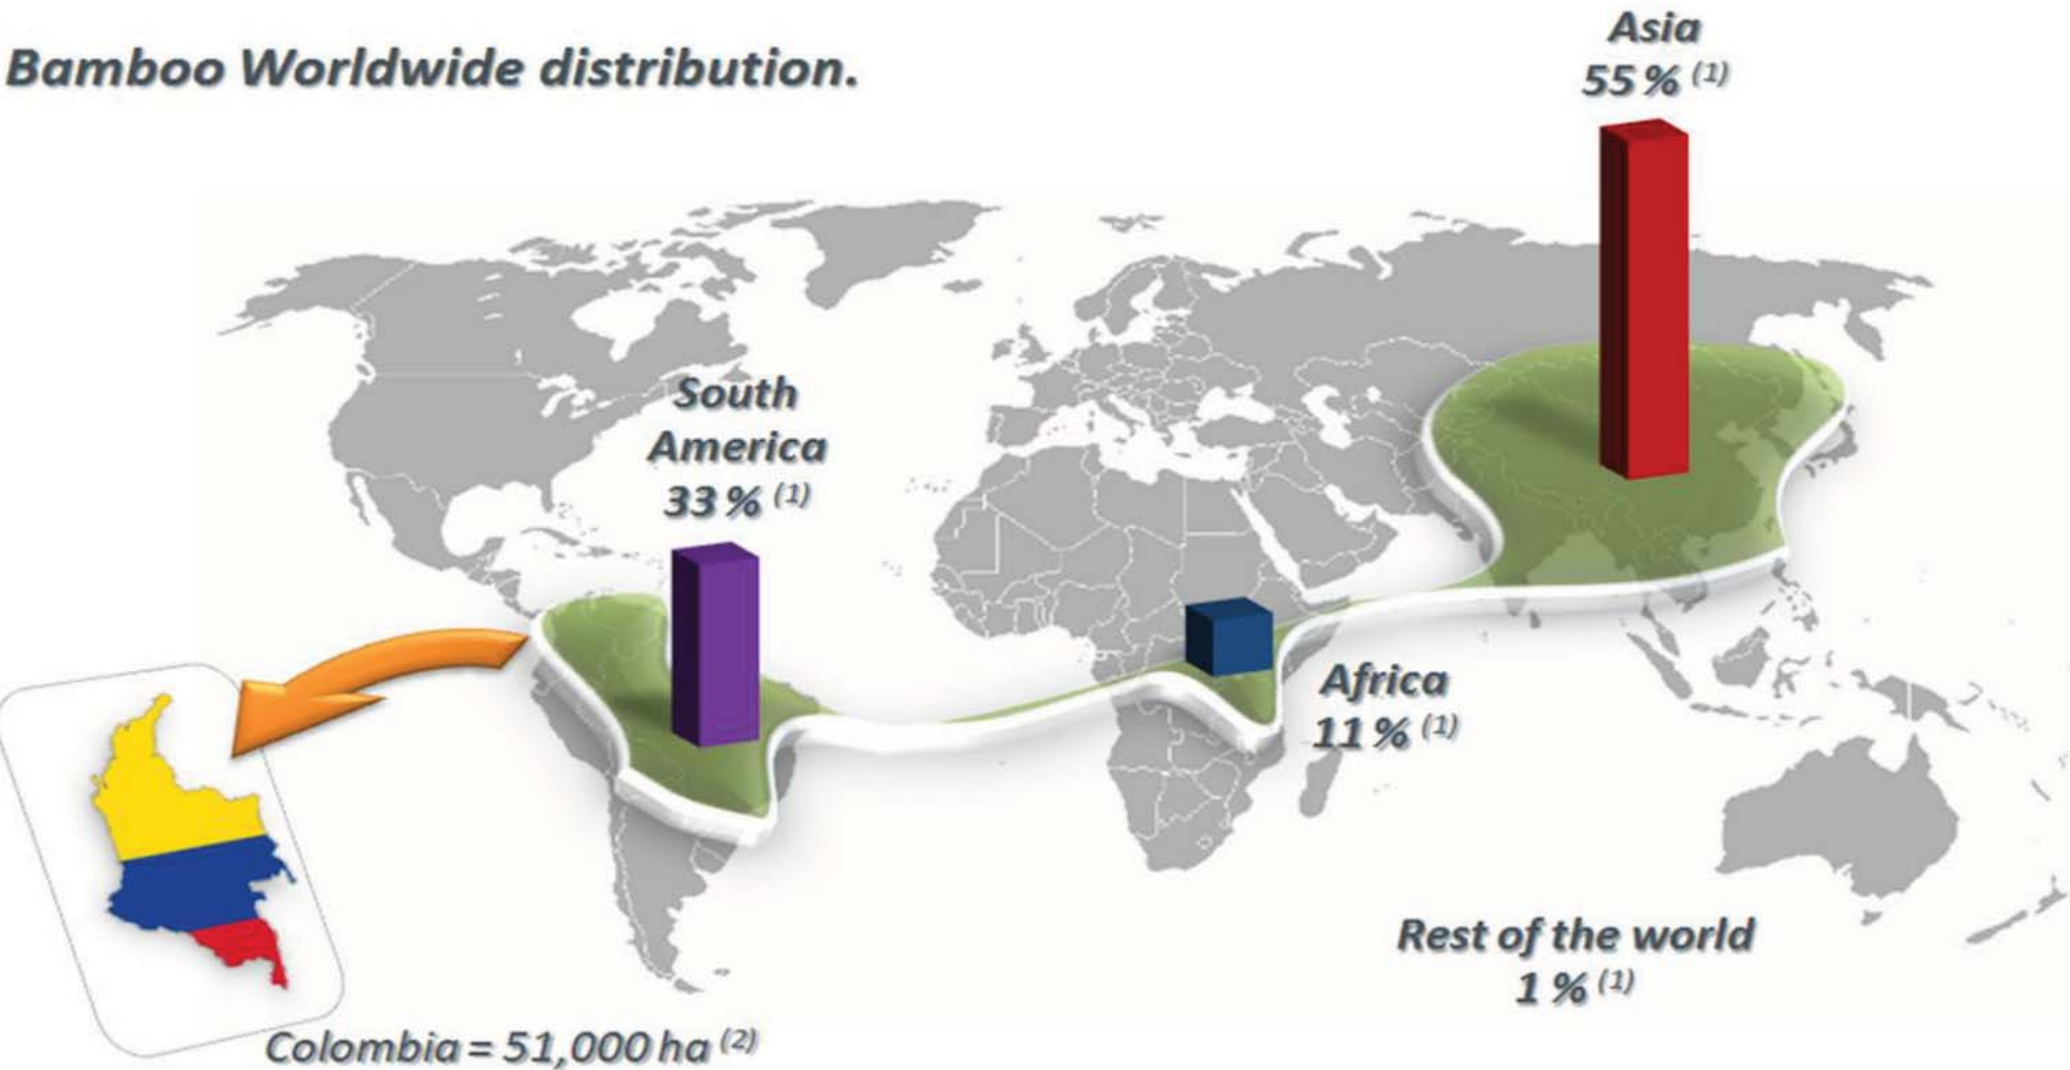 Bamboo Worldwide distribution.
Asia
55 % (1)
South
America
33 % (1)
Africa
11 % (1)
Rest of the world
1 % (1)
Colombia = 51,000 ha (2)